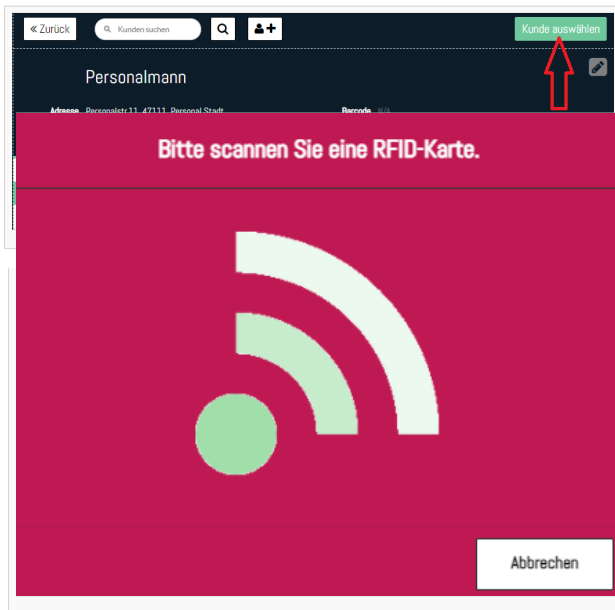 « Zurück
Kunden suchen
Kunde auswählen
Personalmann
Adresse Personalstr.11, 47111, Personal Stadt
Barcode N/A
Bitte scannen Sie eine RFID-Karte.
Abbrechen